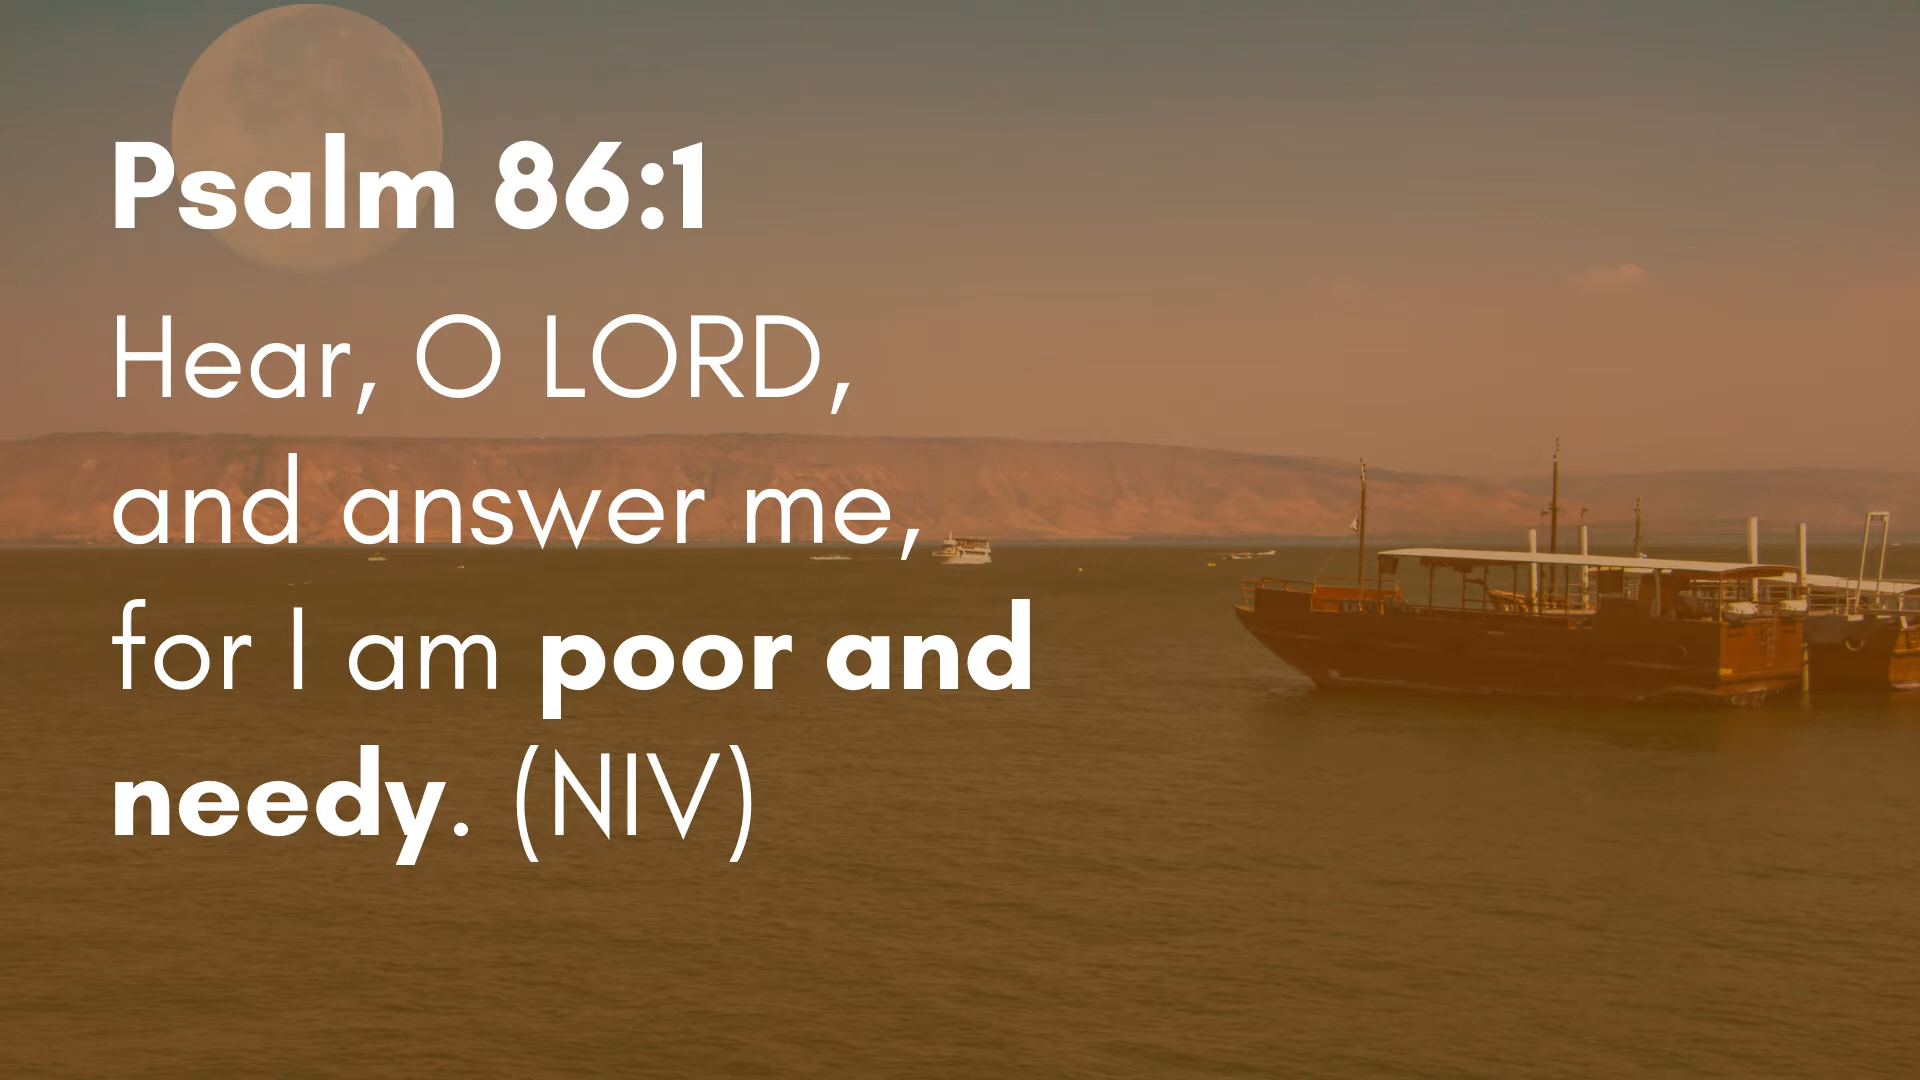 Psalm 86:1
Hear, O LORD,
and answer me,
for I am poor and
needy. (NIV)